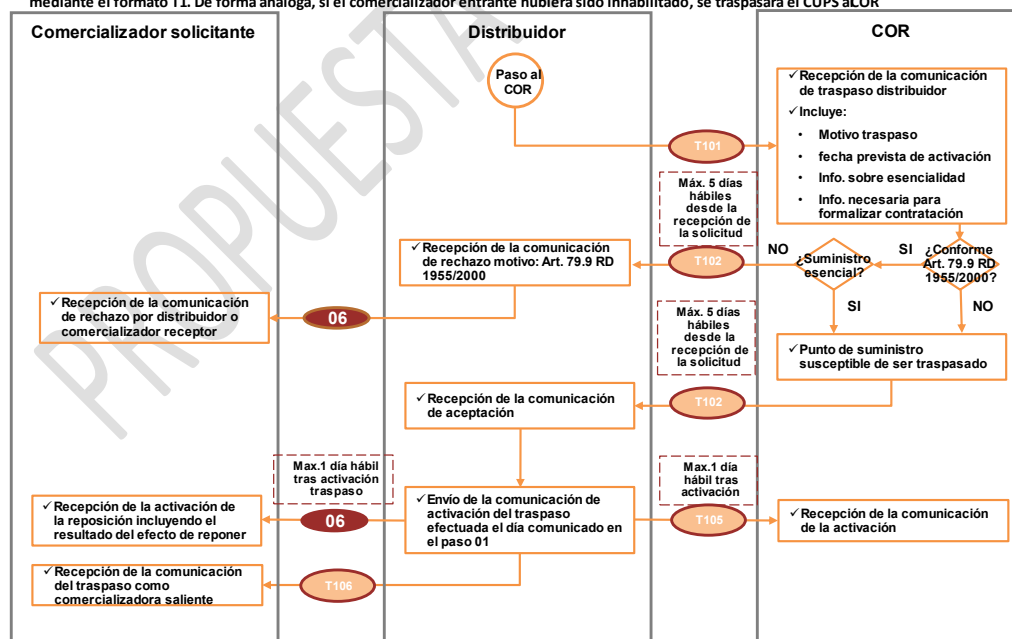 mediante el formato T1. De forma análoga, si el comercializador entrante hubiera sido inhabilitado, se traspasará el CUPS al COR
Comercializador solicitante
Distribuidor
COR
PROPUESTA
Paso al
COR
✓Recepción de la comunicación
de traspaso distribuidor
✓Incluye:
• Motivo traspaso
• fecha prevista de activación
• Info. sobre esencialidad
• Info. necesaria para
formalizar contratación
T101
Máx. 5 días
hábiles
desde la
recepción de
la solicitud
T102
NO
¿Suministro
esencial?
SI
¿Conforme
Art. 79.9 RD
1955/2000?
SI
NO
✓Recepción de la comunicación
de rechazo motivo: Art. 79.9 RD
1955/2000
✓Recepción de la comunicación
de rechazo por distribuidor o
comercializador receptor
06
Máx. 5 días
hábiles
desde la
recepción de
la solicitud
✓Punto de suministro
susceptible de ser traspasado
T102
✓Recepción de la comunicación
de aceptación
Max.1 día hábil
tras activación
traspaso
Max.1 día
hábil tras
activación
✓Recepción de la activación de
la reposición incluyendo el
resultado del efecto de reponer
06
✓Envío de la comunicación de
activación del traspaso
efectuada el día comunicado en
el paso 01
T105
✓Recepción de la comunicación
de la activación
✓Recepción de la comunicación
del traspaso como
comercializadora saliente
T106